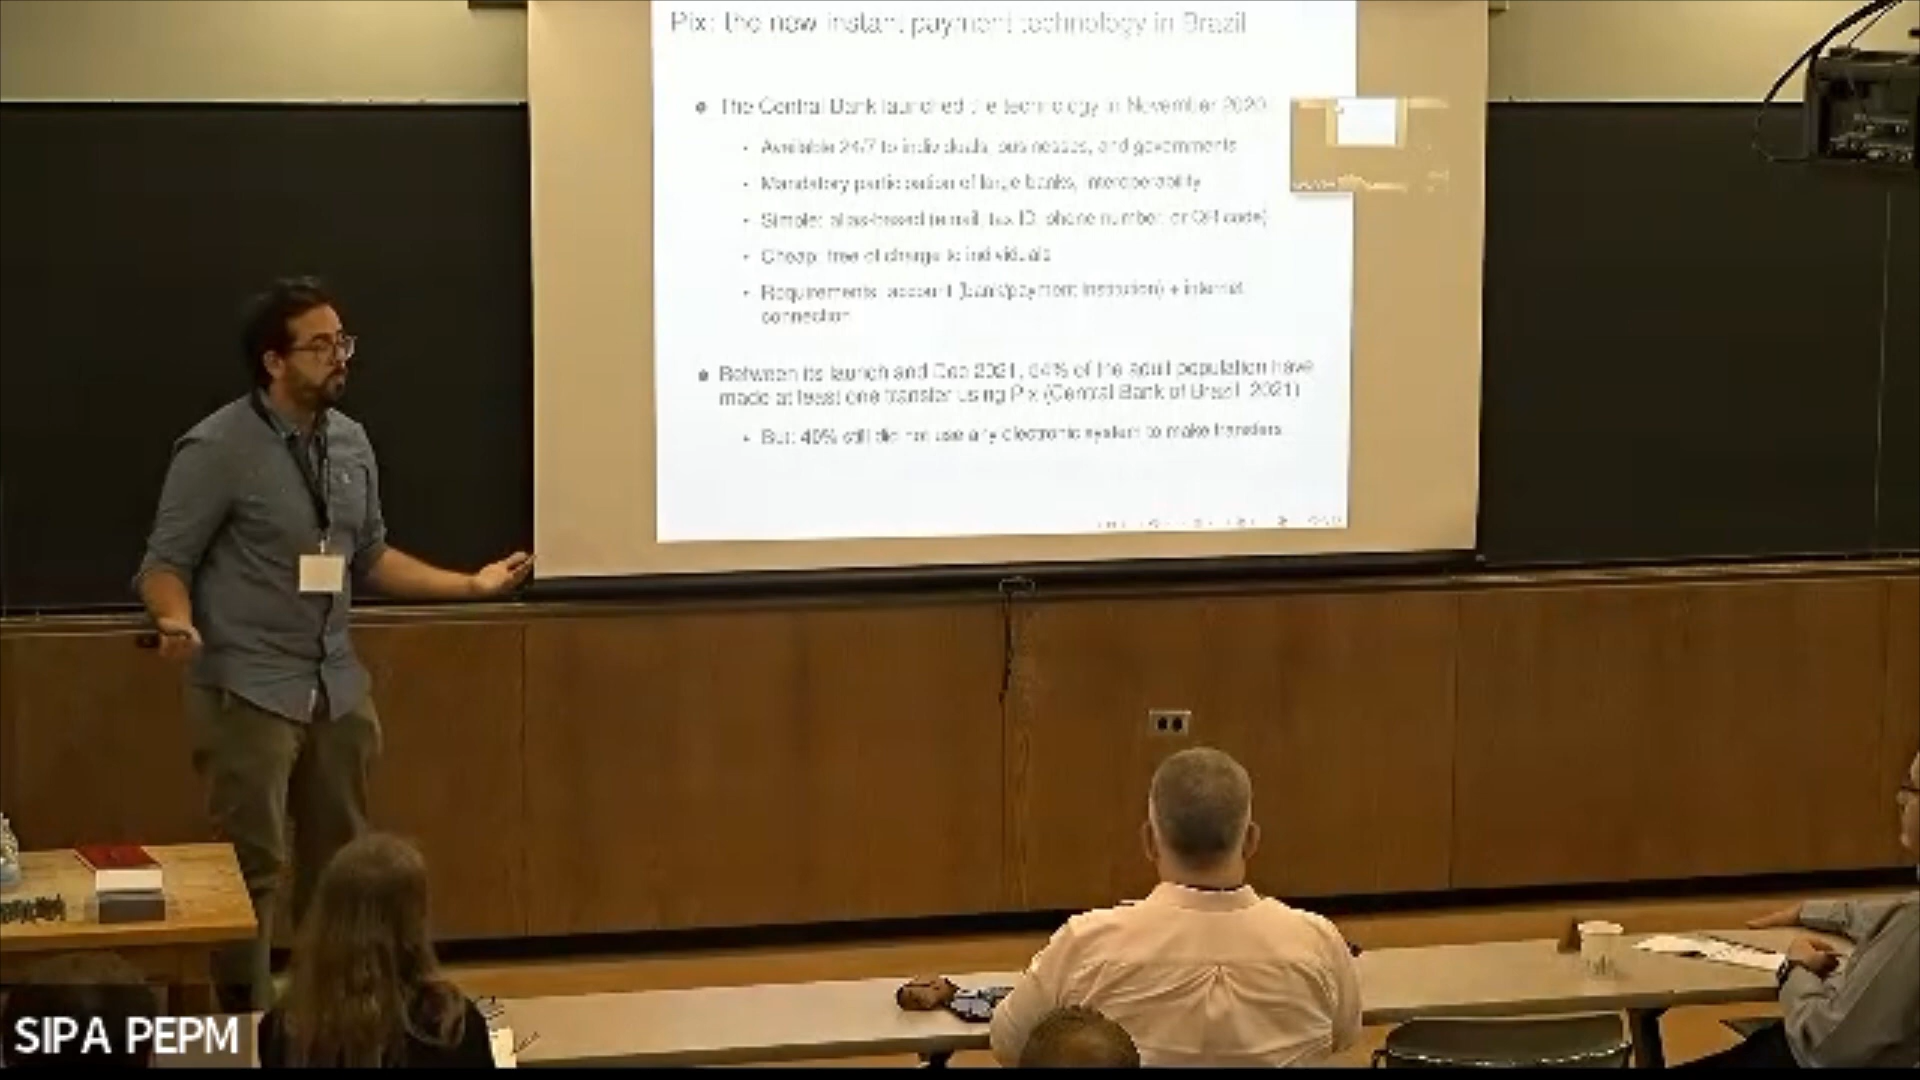 Pix: the new instant payment technology in Brazil
The Central Bank launched the technology in November 2020
Available 24/7 to individuals, businesses, and governments
Mandatory participation of large banks, interoperability
Simple: alias-based (email, tax ID, phone number, or QR code)
Cheap: free of charge to individuals
Requirements: account (bank/payment institution) + internet
connection
Between its launch and Dec 2021, of the adult population have
made at least one transfer using Pix (Central Bank of Brazil, 2021)
But: 40% still did not use any electronic system to make transfers
SIPA PEPM